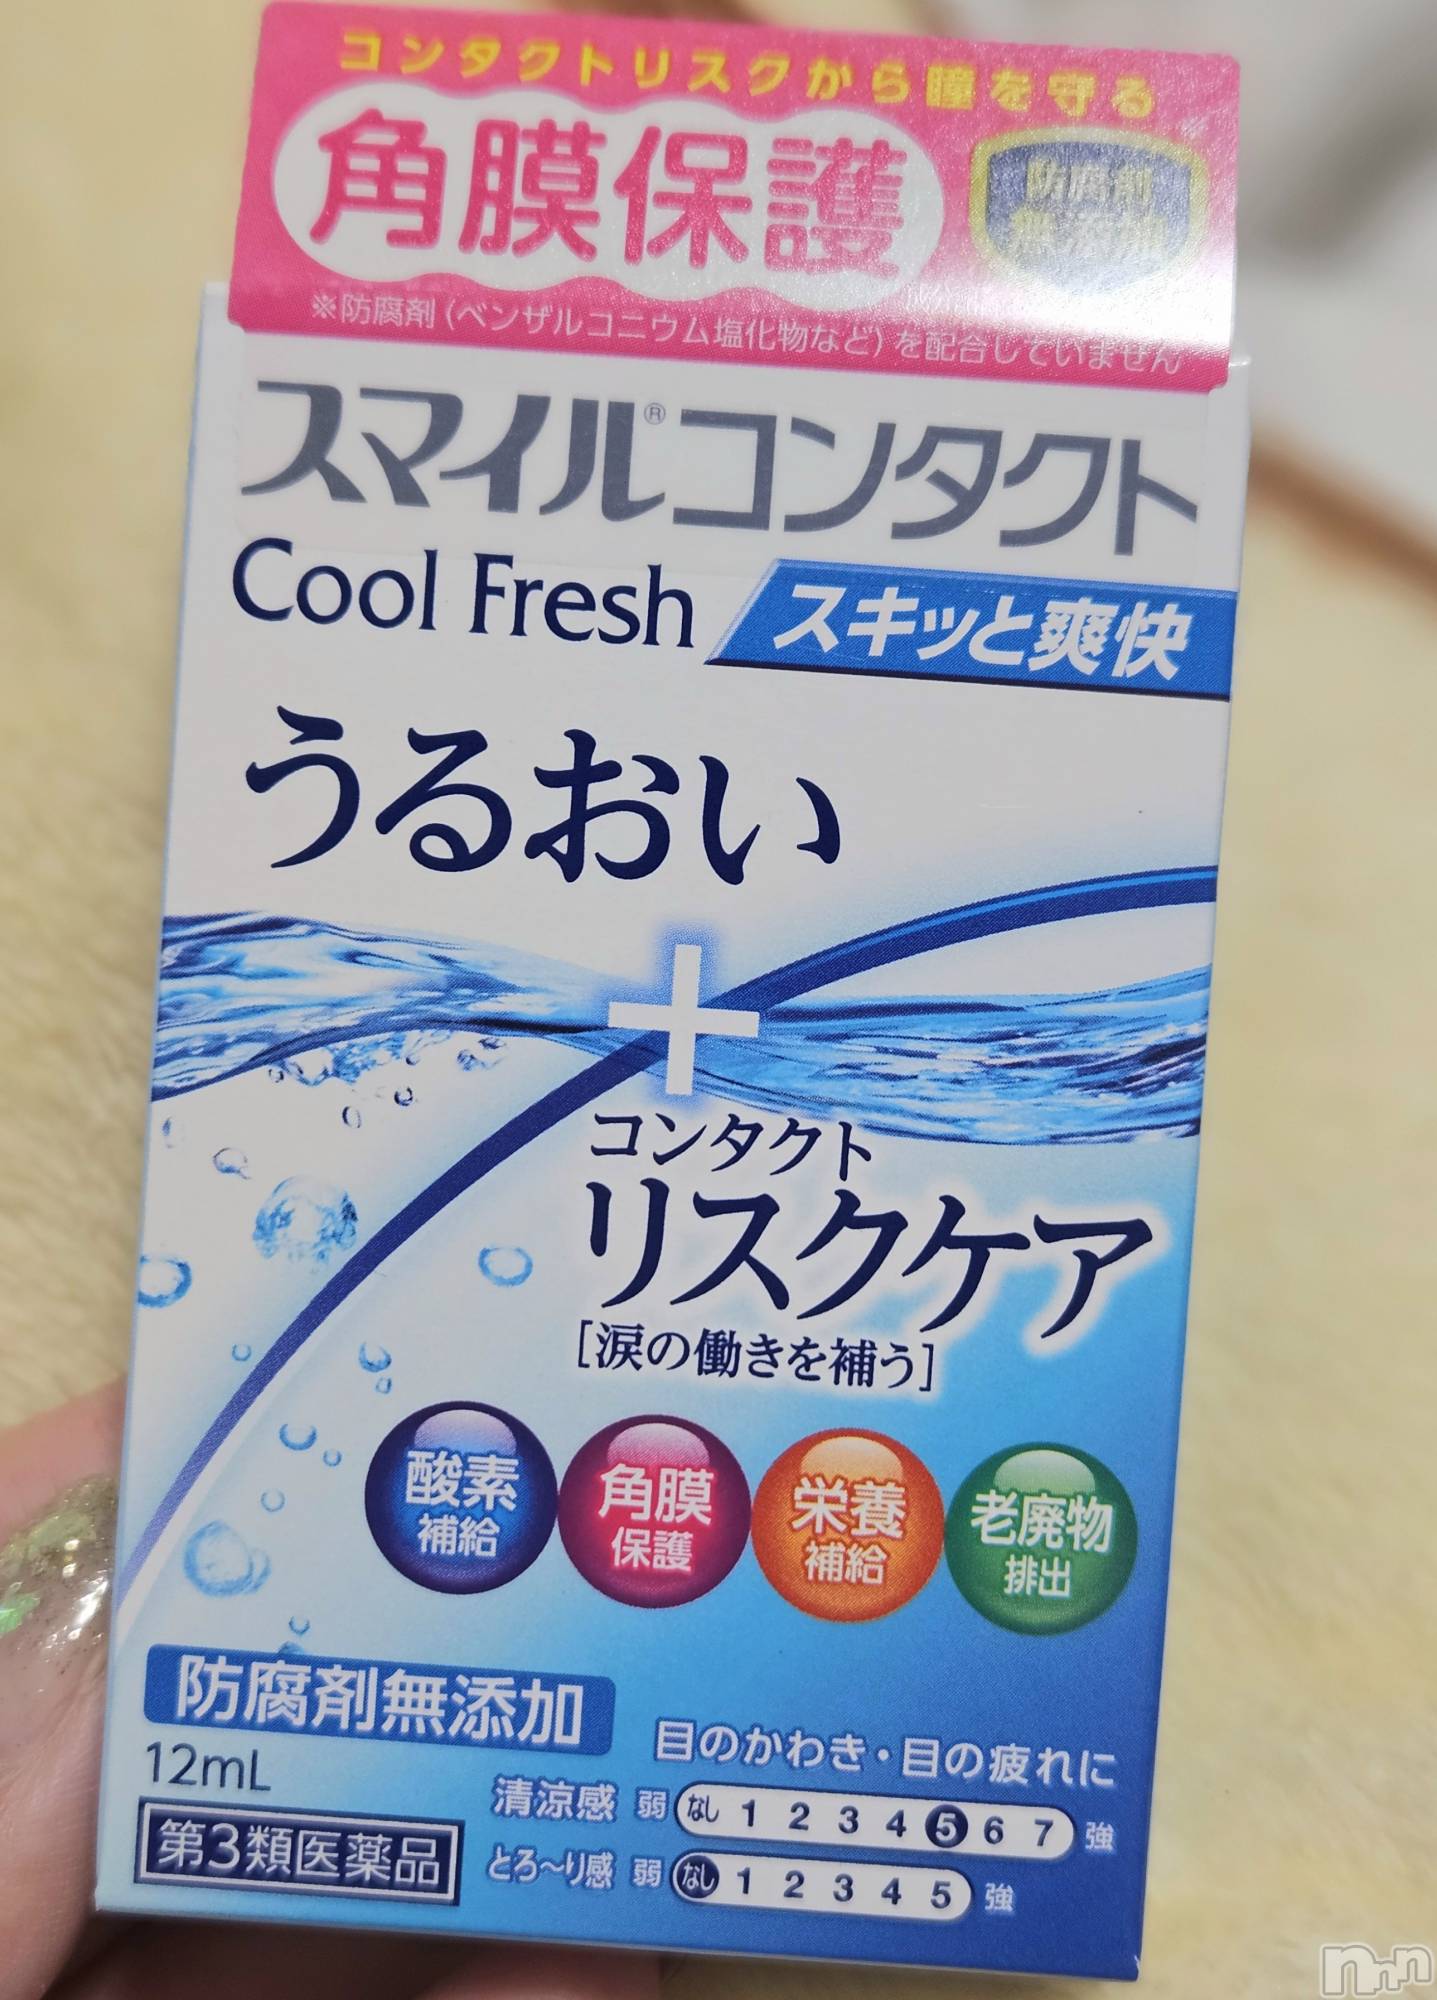 コンタクトリスクから瞳を守る
角膜保護
防腐剤
無添加
※防腐剤(ベンザルコニウム塩化物など)を配合していません
スマイル®コンタクト
Cool Fresh
スキッと爽快
うるおい
+
コンタクト
リスクケア
[涙の働きを補う]
酸素
補給
角膜
保護
栄養
補給
老廃物
排出
防腐剤無添加
12mL
目のかわき・目の疲れに
清涼感 弱 なし 1 2 3 4 5 6 7 強
第3類医薬品
とろ〜り感 弱 なし 1 2 3 4 5 強